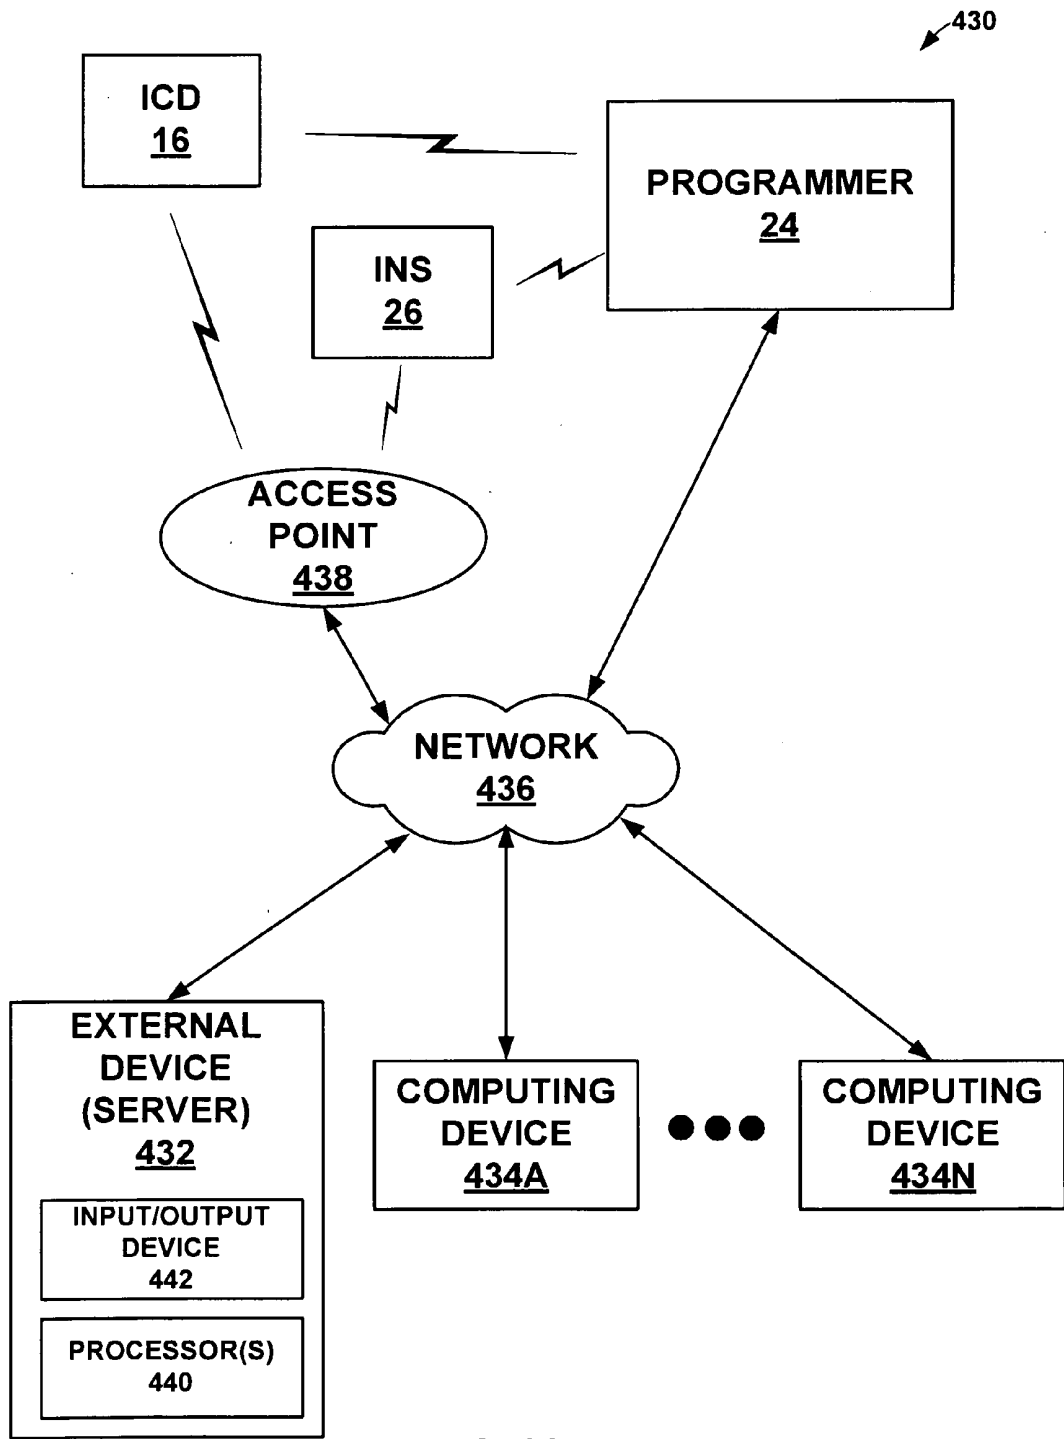 430
ICD
16
PROGRAMMER
24
INS
26
ACCESS
POINT
438
NETWORK
436
EXTERNAL
DEVICE
(SERVER)
432
INPUT/OUTPUT
DEVICE
442
PROCESSOR(S)
440
COMPUTING
DEVICE
434A
COMPUTING
DEVICE
434N